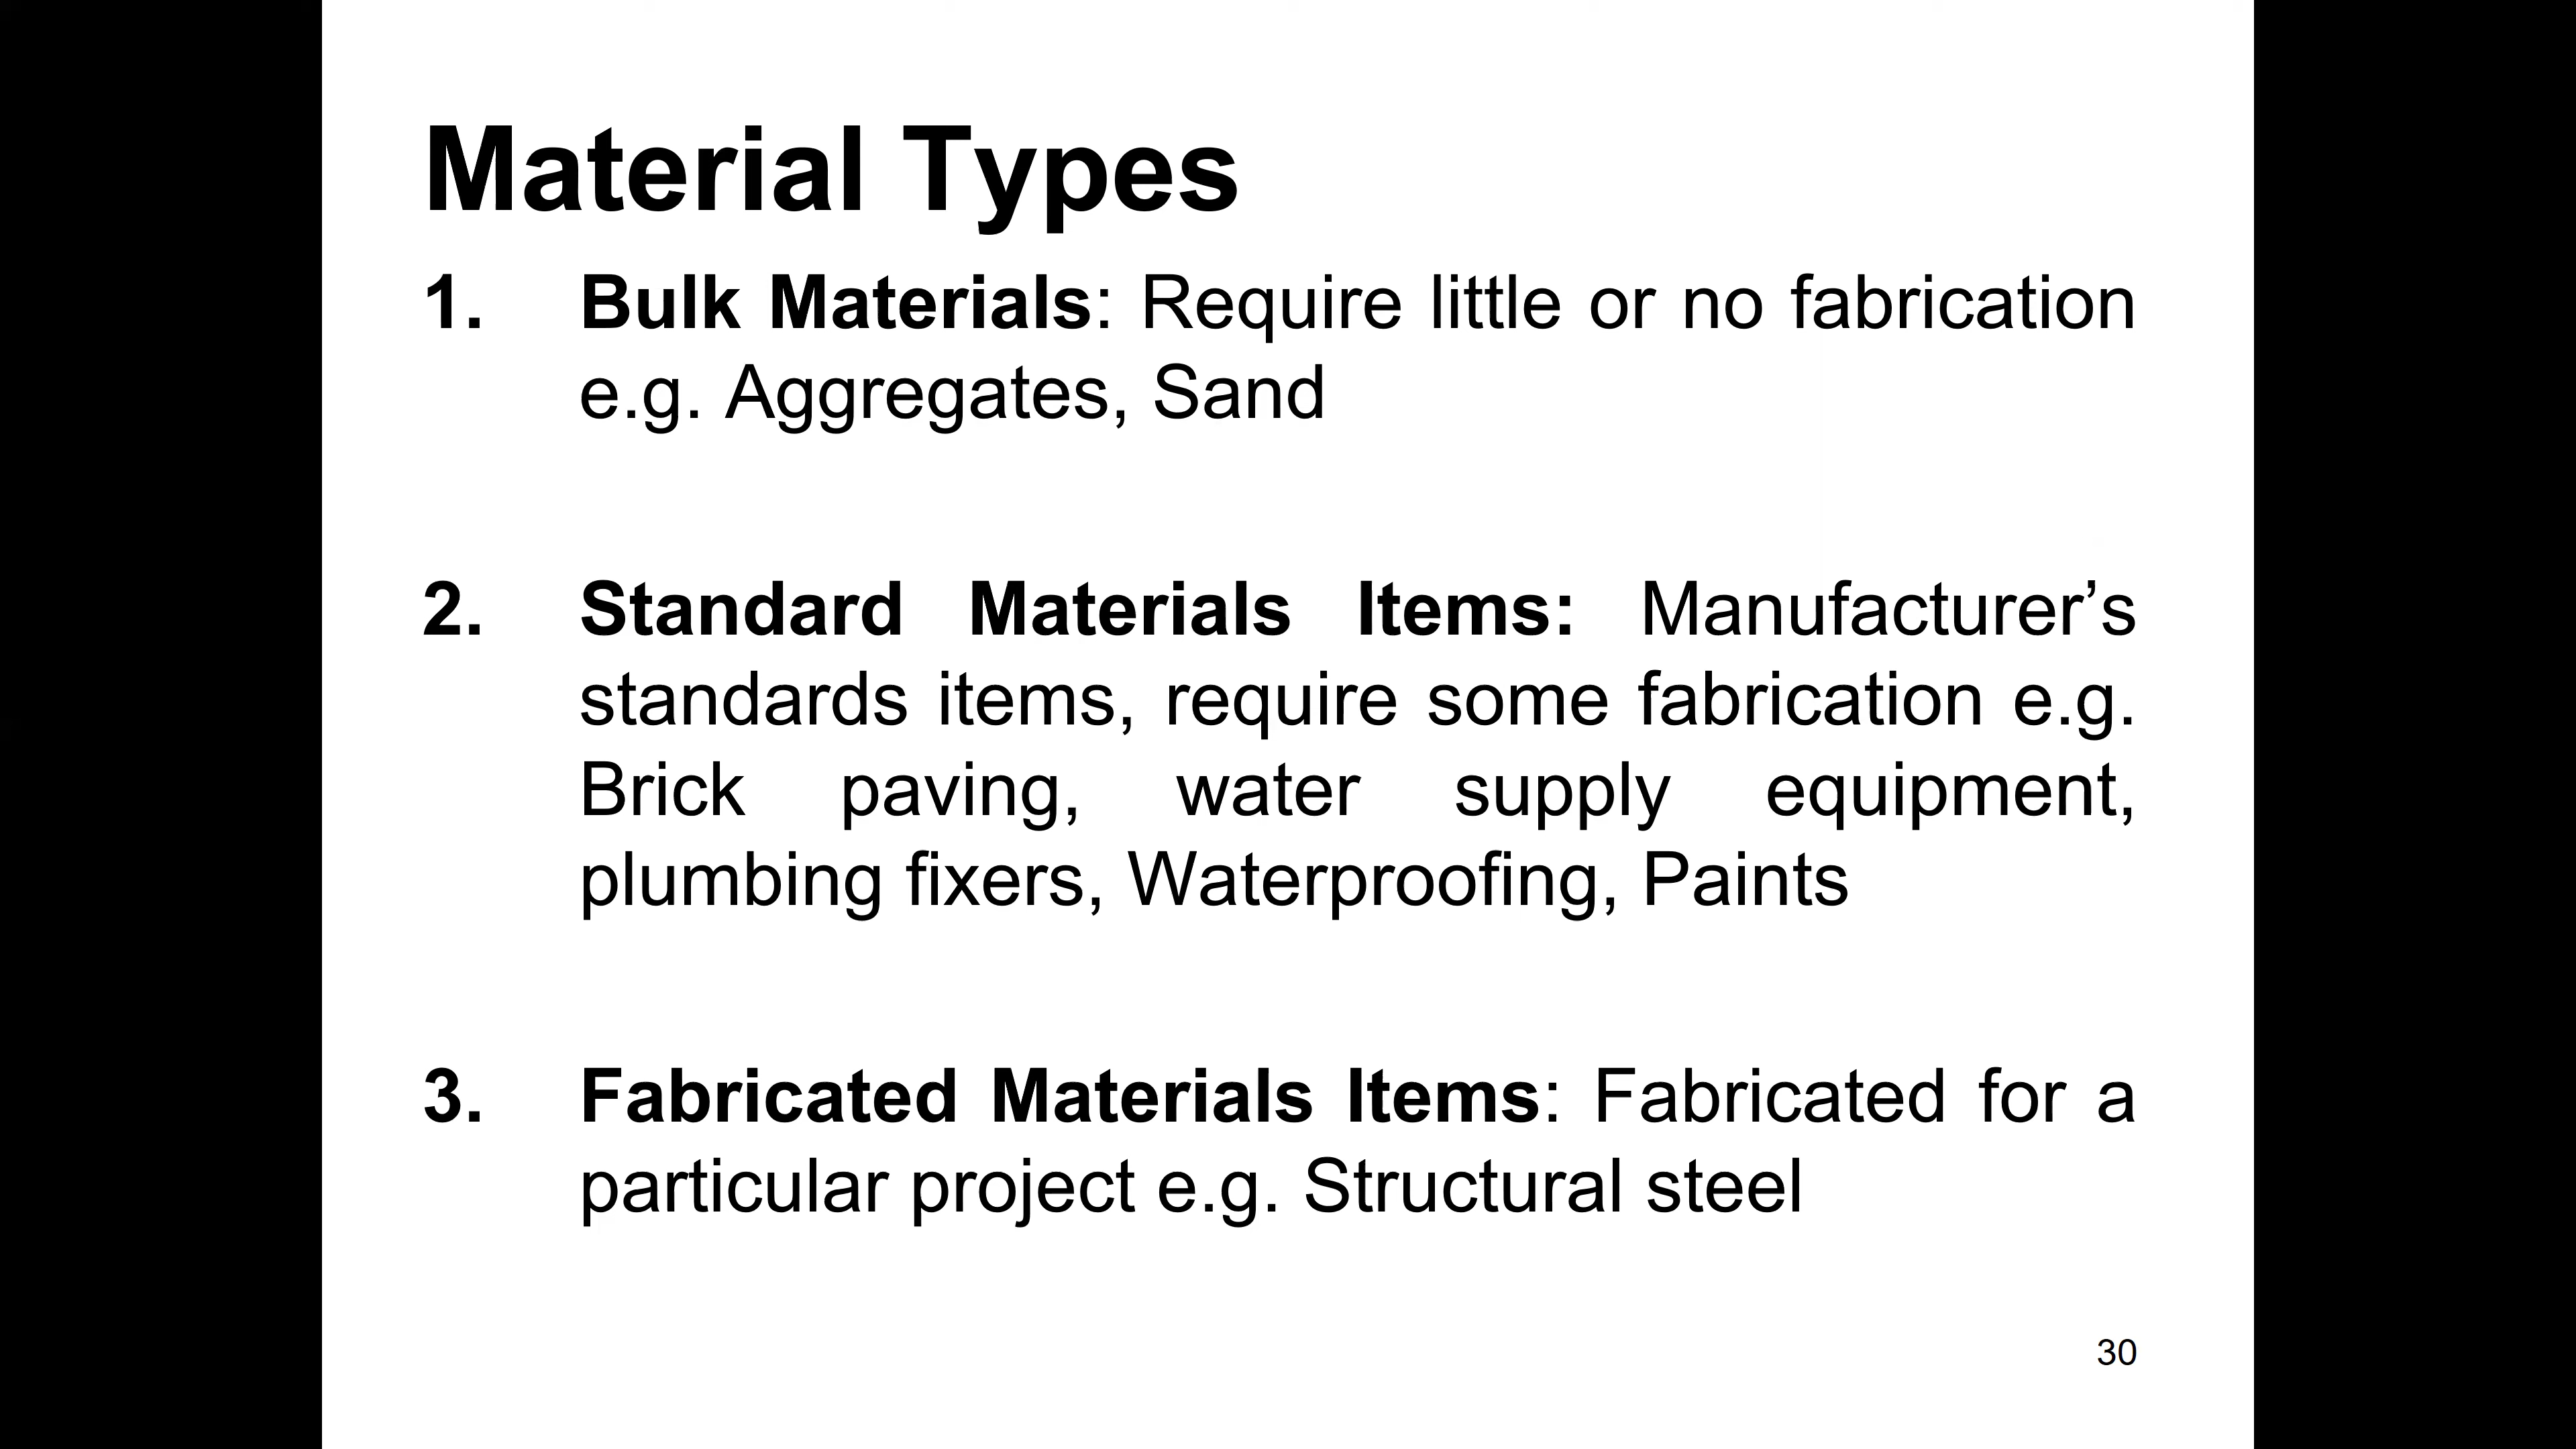 Material Types
1. Bulk Materials: Require little or no fabrication
e.g. Aggregates, Sand
2. Standard Materials Items: Manufacturer’s
standards items, require some fabrication e.g.
Brick paving, water supply equipment,
plumbing fixers, Waterproofing, Paints
3. Fabricated Materials Items: Fabricated for a
particular project e.g. Structural steel
30